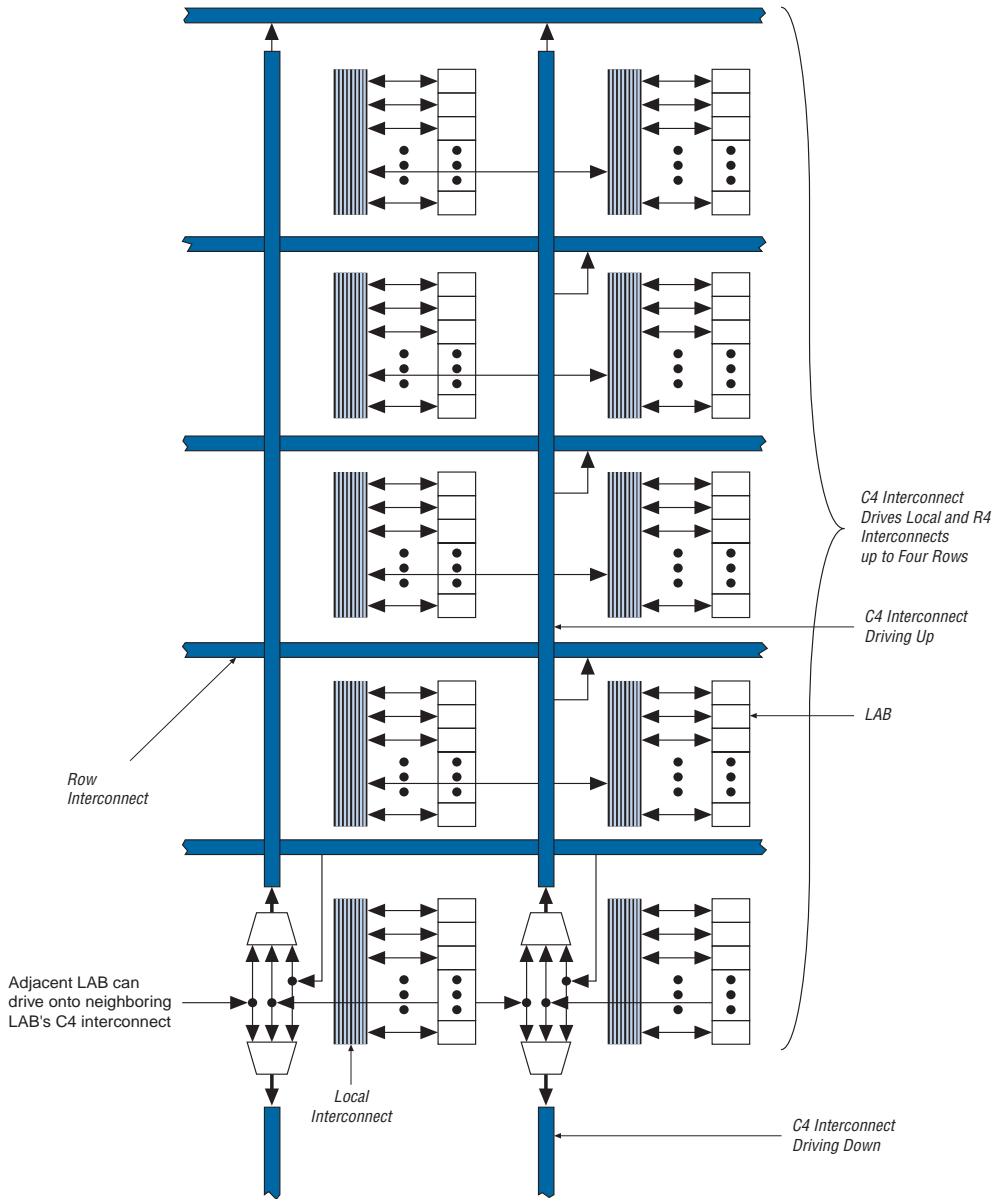 C4 Interconnect
Drives Local and R4
Interconnects
up to Four Rows
C4 Interconnect
Driving Up
LAB
Row
Interconnect
Adjacent LAB can
drive onto neighboring
LAB's C4 interconnect
Local
Interconnect
C4 Interconnect
Driving Down